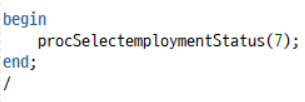 begin
    procSelectemploymentStatus(7);
end;
/